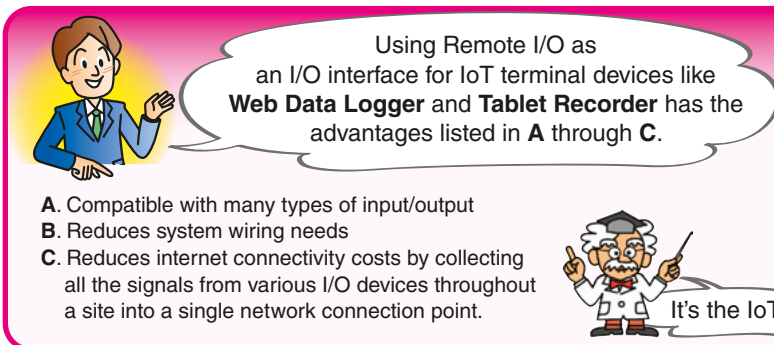 Using Remote I/O as
an I/O interface for IoT terminal devices like
Web Data Logger and Tablet Recorder has the
advantages listed in A through C.
A. Compatible with many types of input/output
B. Reduces system wiring needs
C. Reduces internet connectivity costs by collecting
all the signals from various I/O devices throughout
a site into a single network connection point.
It's the IoT